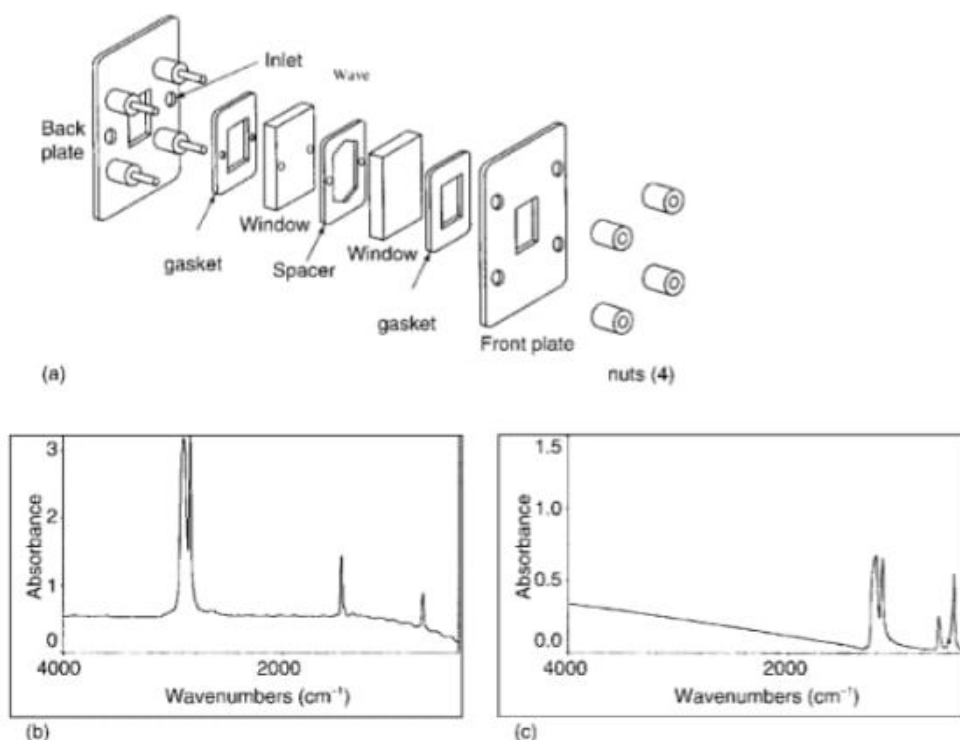 Inlet
Wave
Back
plate
Window
gasket
Spacer
Window
gasket
Front plate
(a)
nuts (4)
3
2
1
0
Absorbance
4000
2000
Wavenumbers (cm⁻¹)
(b)
1.5
1.0
0.5
0.0
Absorbance
4000
2000
Wavenumbers (cm⁻¹)
(c)